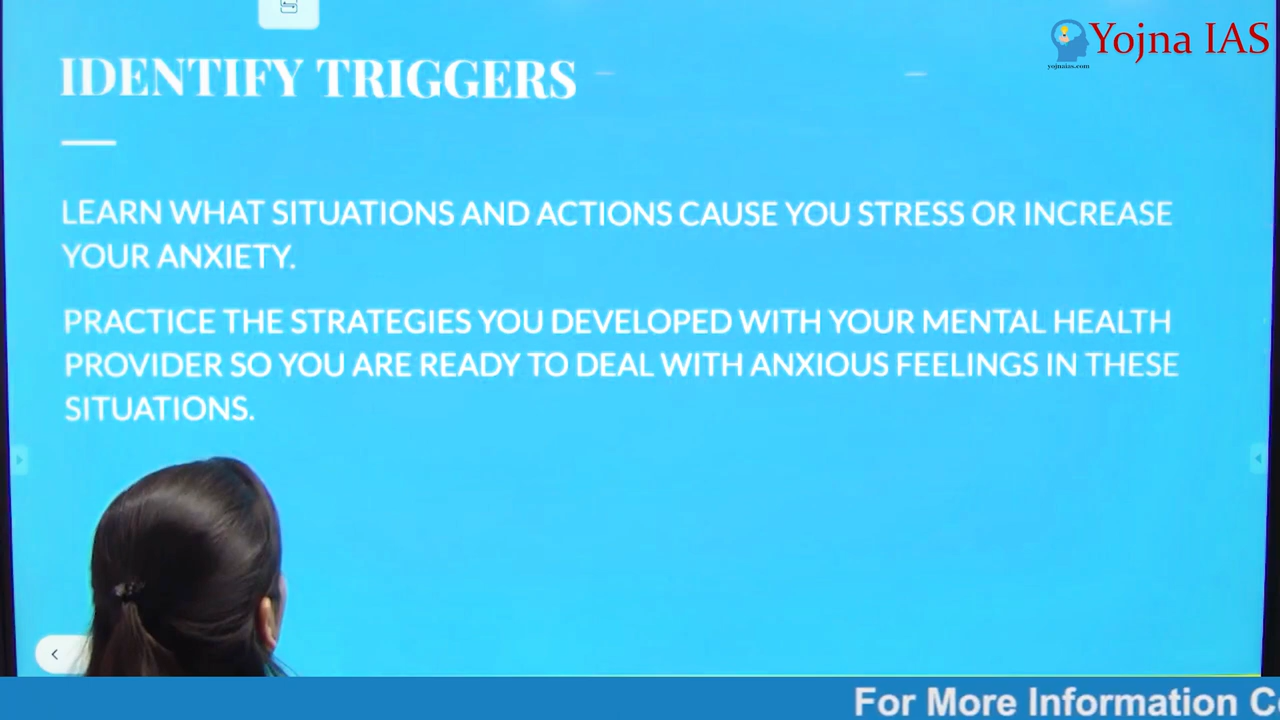 Yojna IAS
yojnaias.com
IDENTIFY TRIGGERS
LEARN WHAT SITUATIONS AND ACTIONS CAUSE YOU STRESS OR INCREASE
YOUR ANXIETY.
PRACTICE THE STRATEGIES YOU DEVELOPED WITH YOUR MENTAL HEALTH
PROVIDER SO YOU ARE READY TO DEAL WITH ANXIOUS FEELINGS IN THESE
SITUATIONS.
For More Information C